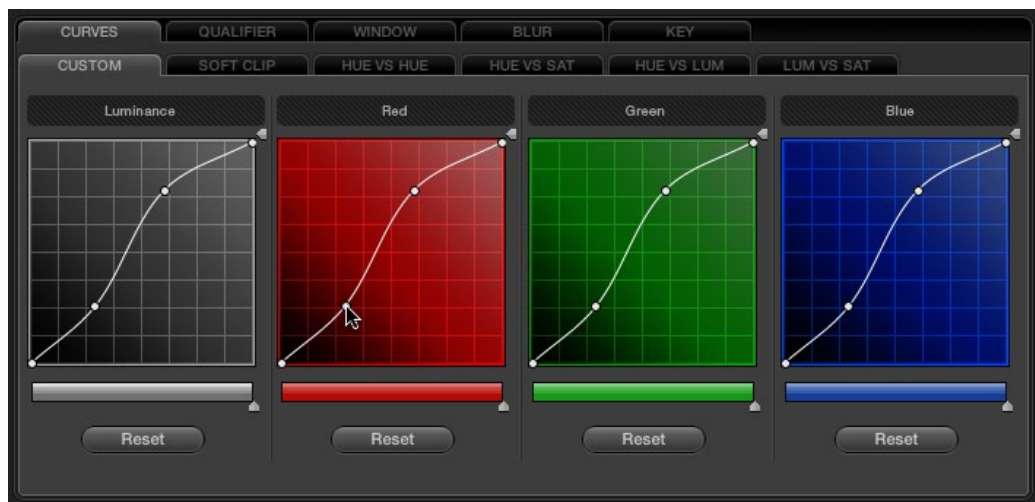 CURVES QUALIFIER WINDOW BLUR KEY
CUSTOM SOFT CLIP HUE VS HUE HUE VS SAT HUE VS LUM LUM VS SAT
Luminance Red Green Blue
Reset Reset Reset Reset